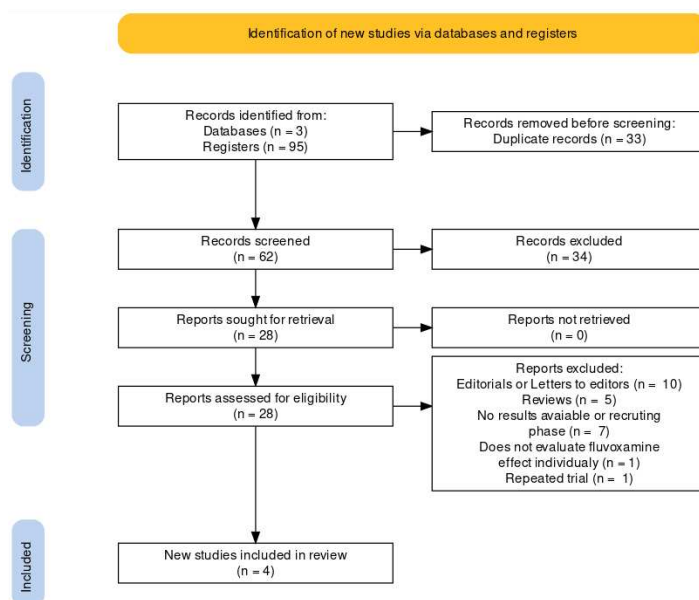 Identification of new studies via databases and registers
Identification
Records identified from:
Databases (n = 3)
Registers (n = 95)
Records removed before screening:
Duplicate records (n = 33)
Screening
Records screened
(n = 62)
Records excluded
(n = 34)
Reports sought for retrieval
(n = 28)
Reports not retrieved
(n = 0)
Reports assessed for eligibility
(n = 28)
Reports excluded:
Editorials or Letters to editors (n = 10)
Reviews (n = 5)
No results avaiable or recruting
phase (n = 7)
Does not evaluate fluvoxamine
effect individualy (n = 1)
Repeated trial (n = 1)
Included
New studies included in review
(n = 4)